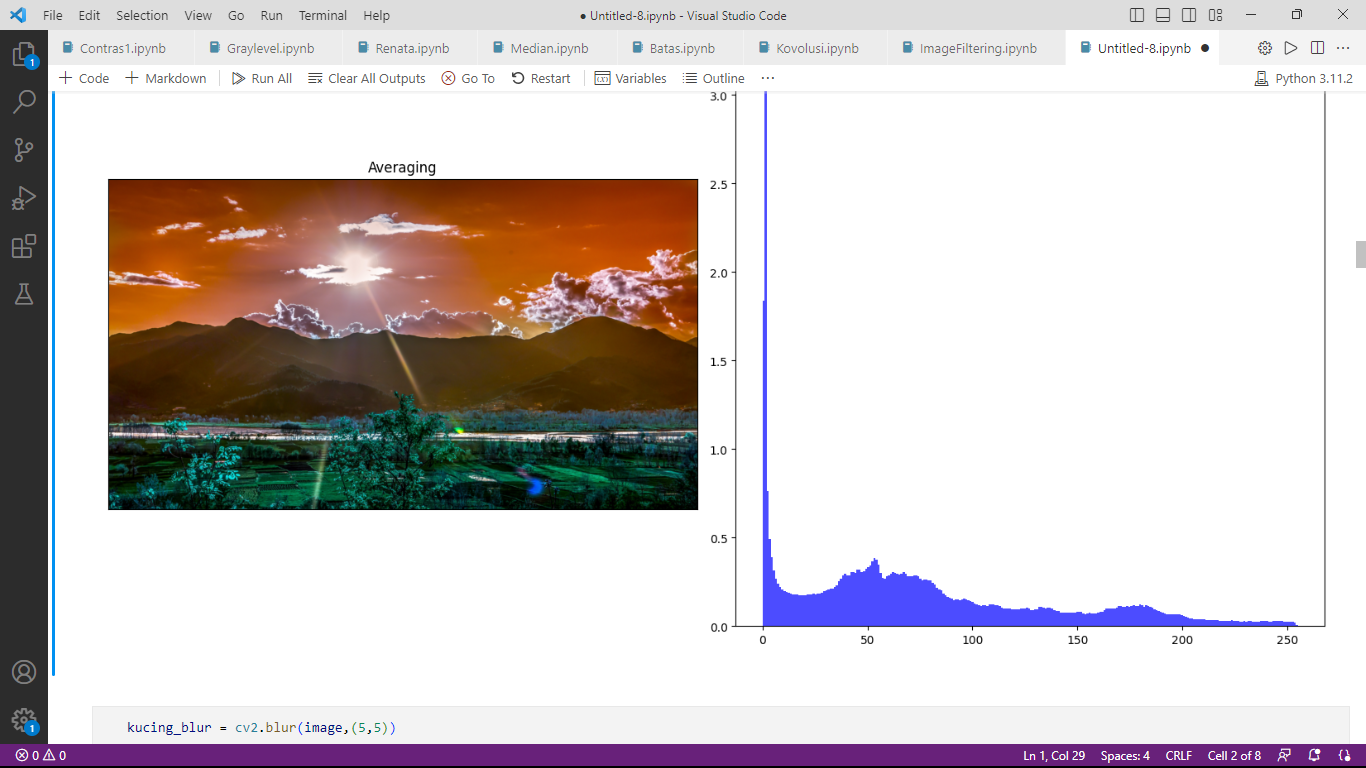 File Edit Selection View Go Run Terminal Help
● Untitled-8.ipynb - Visual Studio Code
Contras1.ipynb Graylevel.ipynb Renata.ipynb Median.ipynb Batas.ipynb Kovolusi.ipynb ImageFiltering.ipynb Untitled-8.ipynb ●
+ Code + Markdown Run All Clear All Outputs Go To Restart Variables Outline ···
Python 3.11.2
1
Averaging
3.0
2.5
2.0
1.5
1.0
0.5
0.0
0 50 100 150 200 250
kucing_blur = cv2.blur(image,(5,5))
1
0 0
Ln 1, Col 29 Spaces: 4 CRLF Cell 2 of 8